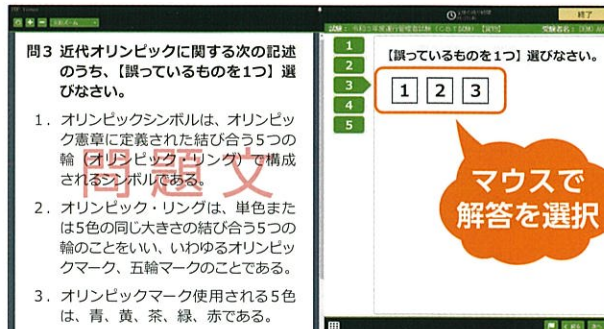 終了
問3 近代オリンピックに関する次の記述
のうち、【誤っているものを1つ】選
びなさい。
1. オリンピックシンボルは、オリンピッ
ク憲章に定義された結び合う5つの
輪(オリンピック・リング)で構成
されるシンボルである。
2. オリンピック・リングは、単色また
は5色の同じ大きさの結び合う5つの
輪のことをいい、いわゆるオリンピッ
クマーク、五輪マークのことである。
3. オリンピックマーク使用される5色
は、青、黄、茶、緑、赤である。
問題文
1
2
3
4
5
【誤っているものを1つ】選びなさい。
1 2 3
マウスで
解答を選択